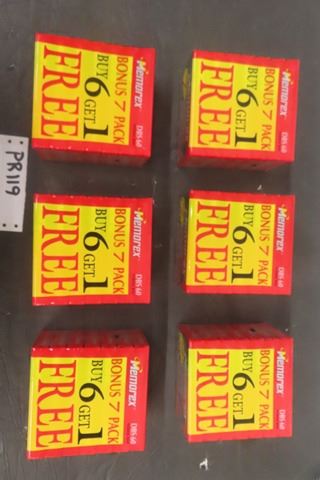 Memorex DBS 60
BONUS 7 PACK
BUY 6 GET 1
FREE
Memorex DBS 60
BONUS 7 PACK
BUY 6 GET 1
FREE
PR119
Memorex DBS 60
BONUS 7 PACK
BUY 6 GET 1
FREE
Memorex DBS 60
BONUS 7 PACK
BUY 6 GET 1
FREE
Memorex DBS 60
BONUS 7 PACK
BUY 6 GET 1
FREE
Memorex DBS 60
BONUS 7 PACK
BUY 6 GET 1
FREE